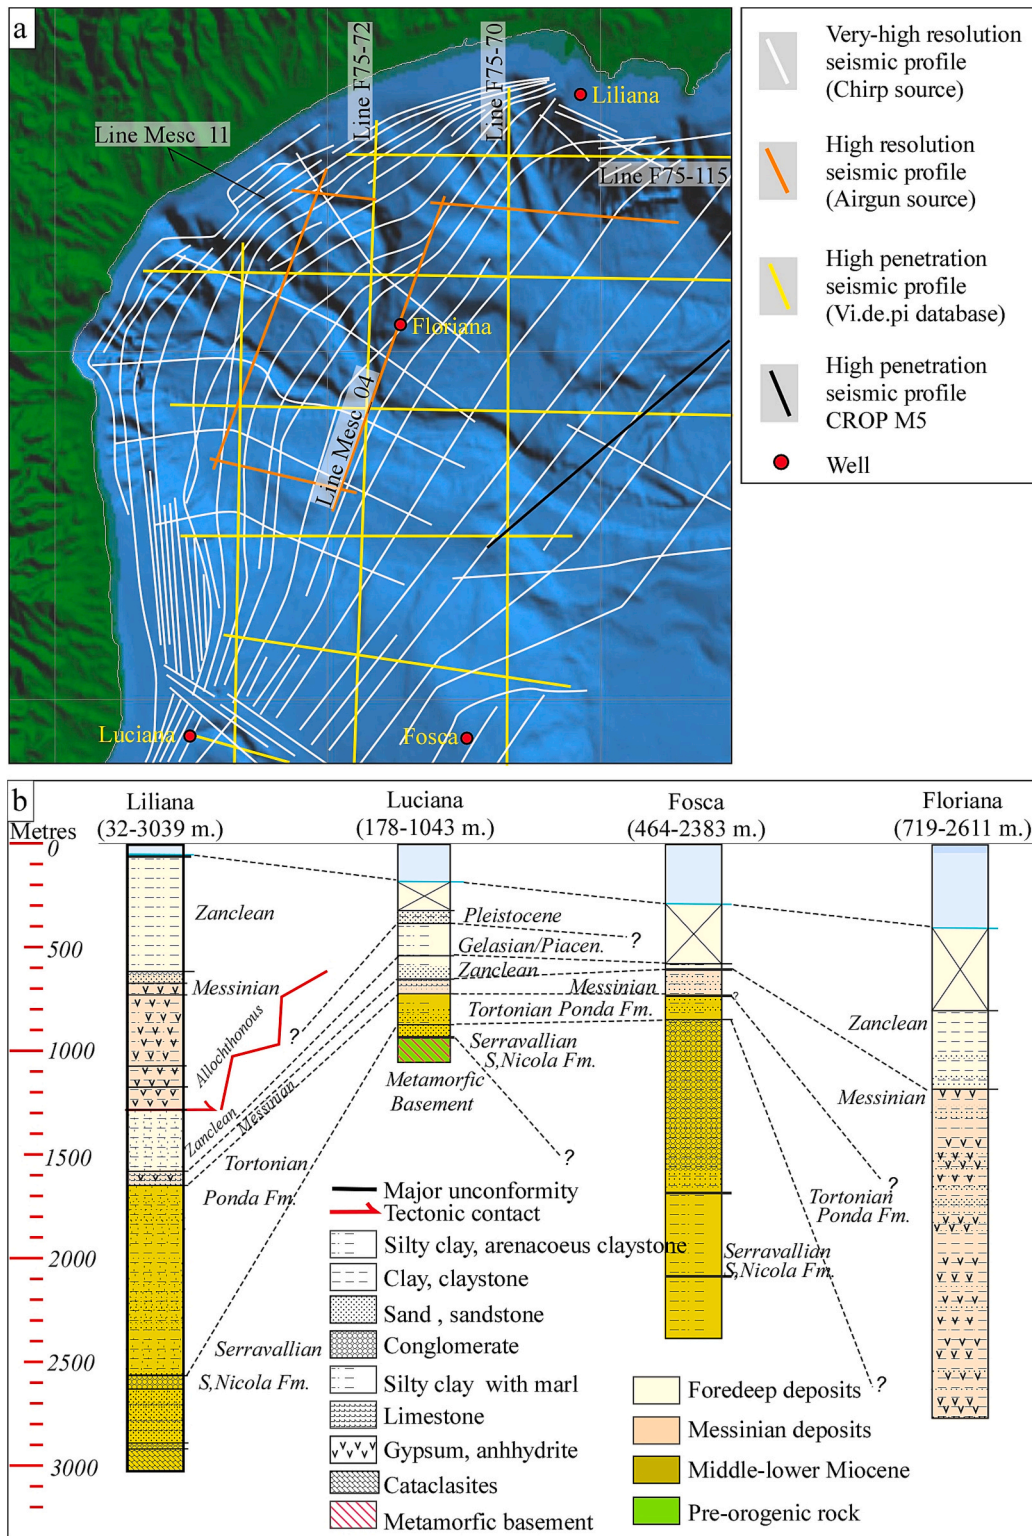 a
Line F75-72
Line F75-70
Liliana
Line Mesc 11
Line F75-115
Floriana
Line Mesc 04
Luciana
Fosca
Very-high resolution
seismic profile
(Chirp source)
High resolution
seismic profile
(Airgun source)
High penetration
seismic profile
(Vi.de.pi database)
High penetration
seismic profile
CROP M5
Well
b
Liliana
Luciana
Fosca
Floriana
Metres
(32-3039 m.)
(178-1043 m.)
(464-2383 m.)
(719-2611 m.)
0
500
1000
1500
2000
2500
3000
Zanclean
Messinian
Allochthonous
?
Zanclean
Messinian
Tortonian
Ponda Fm.
Serravallian
S,Nicola Fm.
Pleistocene
?
Gelasian/Piacen.
Zanclean
Messinian
Tortonian Ponda Fm.
Serravallian
S,Nicola Fm.
Metamorfic
Basement
?
?
Zanclean
Messinian
?
Tortonian
Ponda Fm.
Serravallian
S,Nicola Fm.
?
Major unconformity
Tectonic contact
Silty clay, arenacoeus claystone
Clay, claystone
Sand , sandstone
Conglomerate
Silty clay with marl
Limestone
Gypsum, anhhydrite
Cataclasites
Metamorfic basement
Foredeep deposits
Messinian deposits
Middle-lower Miocene
Pre-orogenic rock